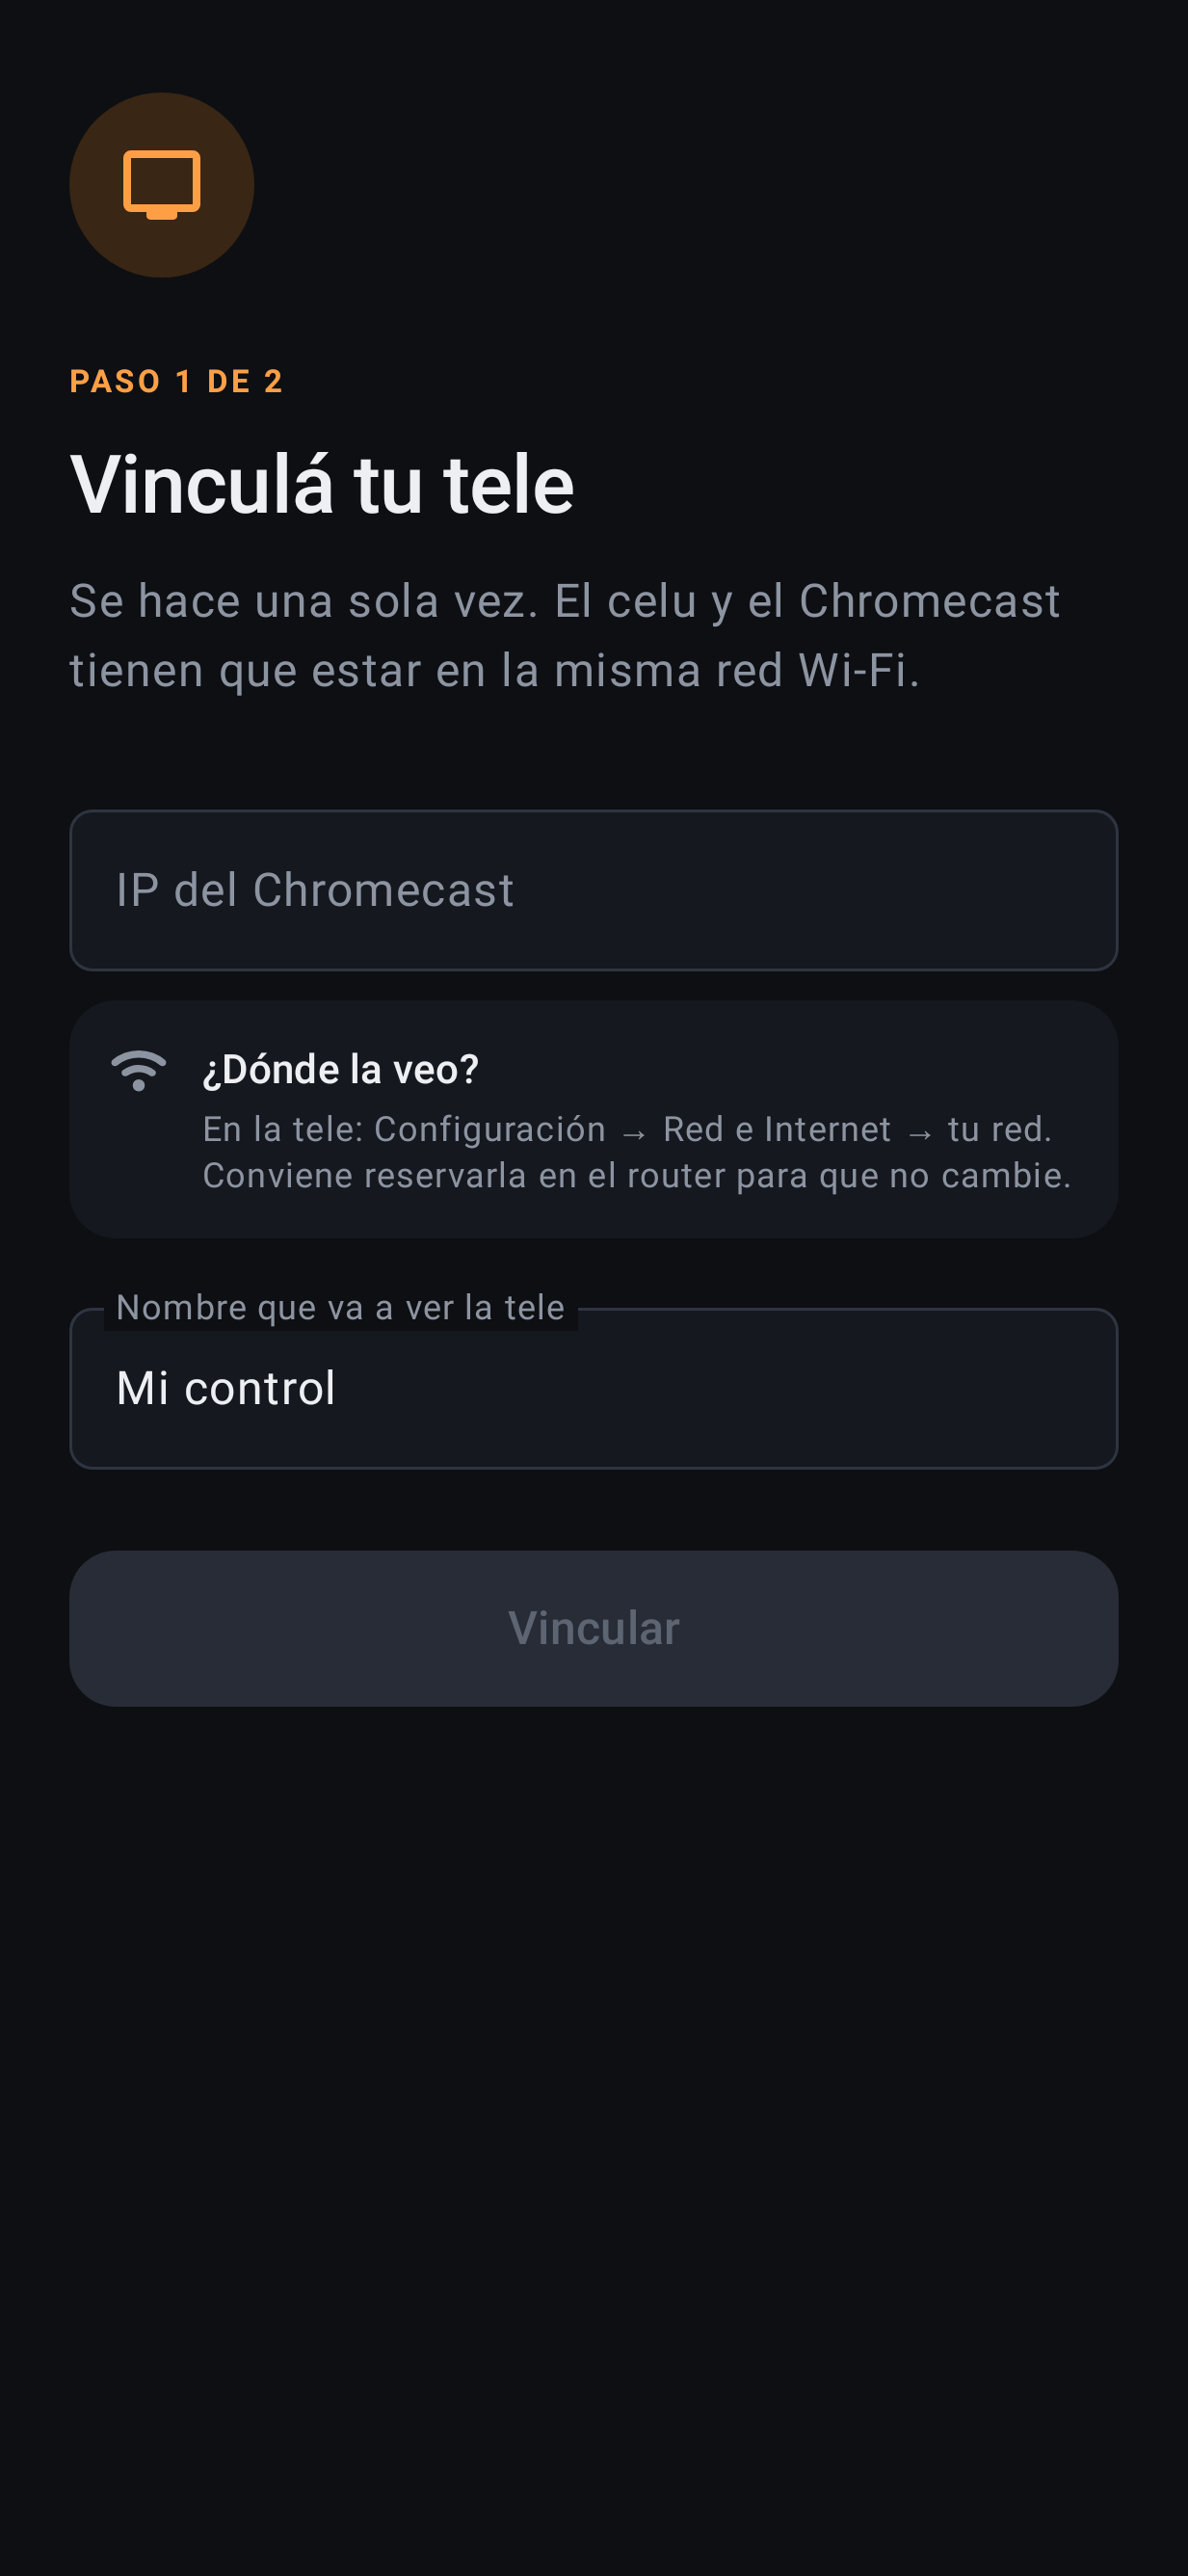 PASO 1 DE 2
Vinculá tu tele
Se hace una sola vez. El celu y el Chromecast
tienen que estar en la misma red Wi-Fi.
IP del Chromecast
¿Dónde la veo?
En la tele: Configuración → Red e Internet → tu red.
Conviene reservarla en el router para que no cambie.
Nombre que va a ver la tele
Mi control
Vincular